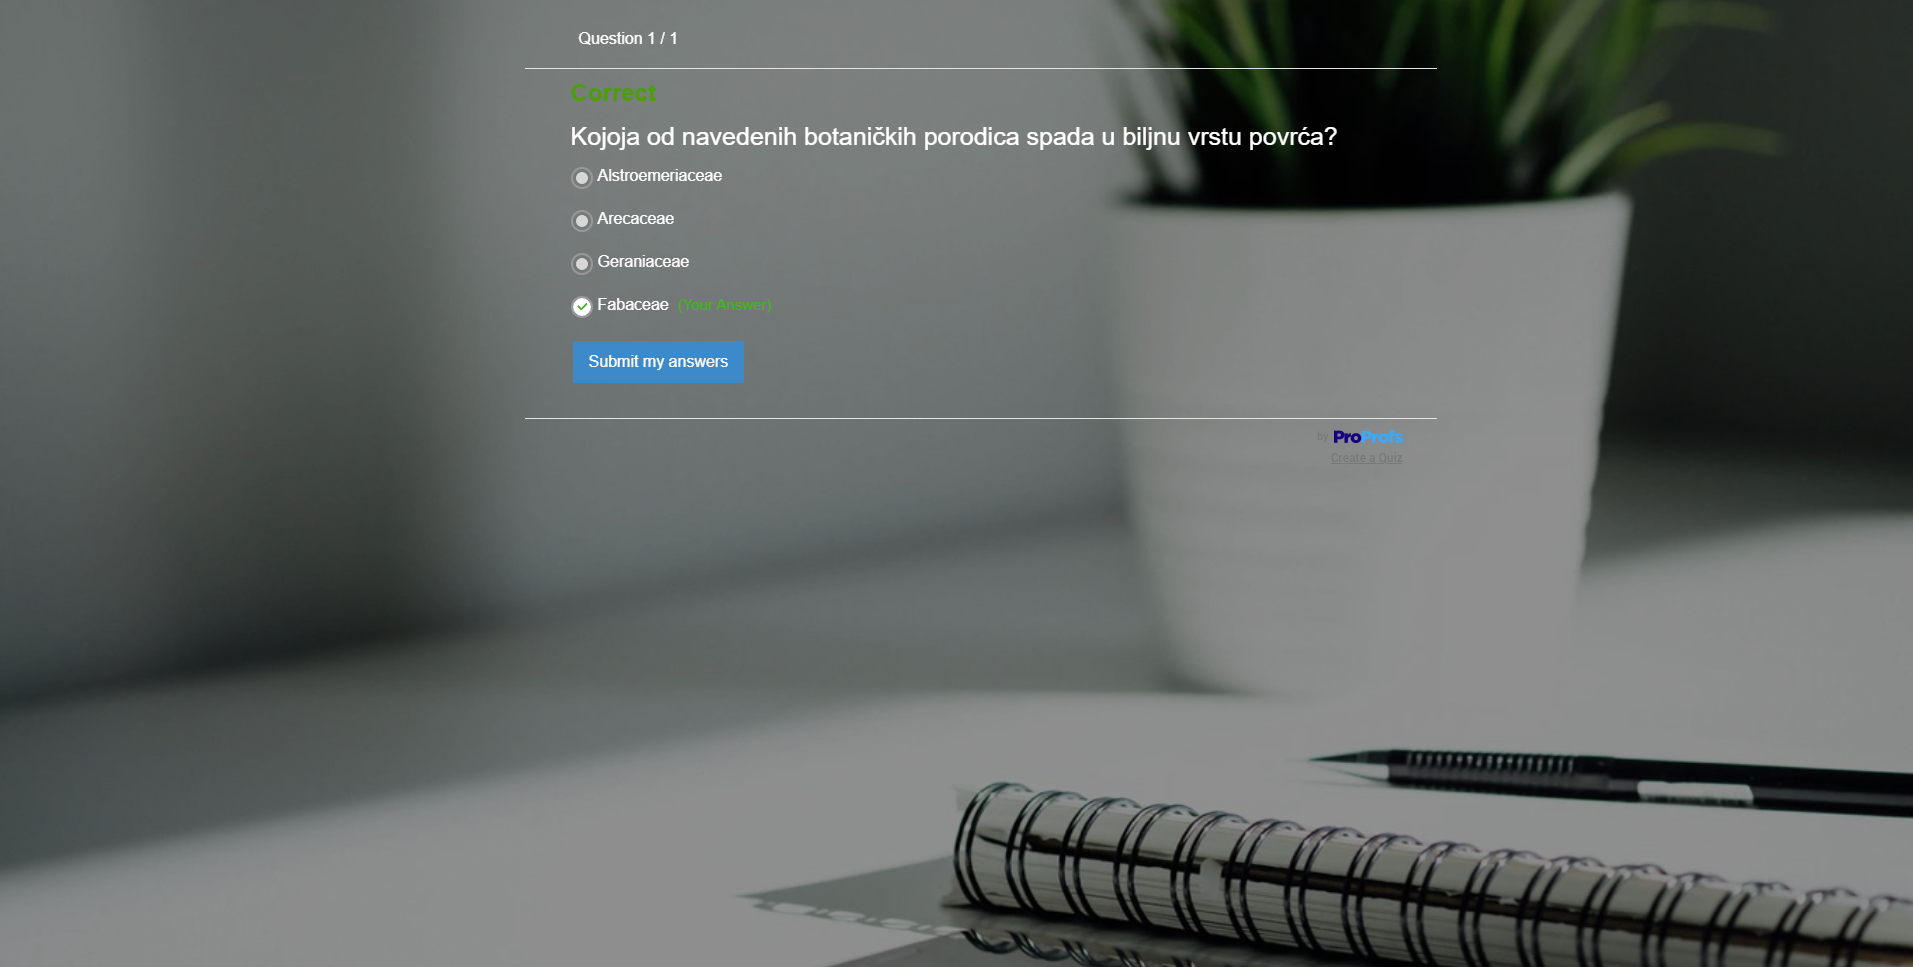 Question 1 / 1
Correct
Kojoja od navedenih botaničkih porodica spada u biljnu vrstu povrća?
Alstroemeriaceae
Arecaceae
Geraniaceae
Fabaceae (Your Answer)
Submit my answers
by ProProfs
Create a Quiz